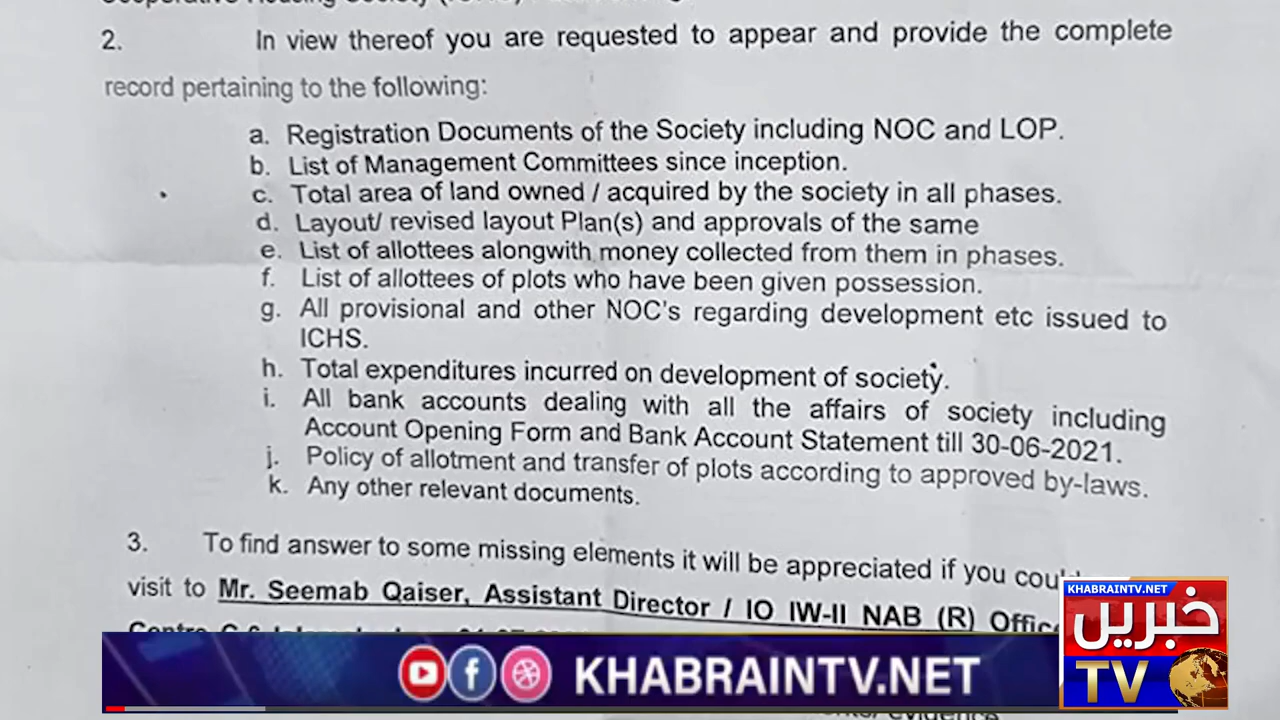 2. In view thereof you are requested to appear and provide the complete
record pertaining to the following:
a. Registration Documents of the Society including NOC and LOP.
b. List of Management Committees since inception.
c. Total area of land owned / acquired by the society in all phases.
d. Layout/ revised layout Plan(s) and approvals of the same
e. List of allottees alongwith money collected from them in phases.
f. List of allottees of plots who have been given possession.
g. All provisional and other NOC's regarding development etc issued to
ICHS.
h. Total expenditures incurred on development of society.
i. All bank accounts dealing with all the affairs of society including
Account Opening Form and Bank Account Statement till 30-06-2021.
j. Policy of allotment and transfer of plots according to approved by-laws.
k. Any other relevant documents.
3. To find answer to some missing elements it will be appreciated if you
visit to Mr. Seemab Qaiser, Assistant Director / IO IW-II NAB (R)
KHABRAINTV.NET
خبریں
TV
KHABRAINTV.NET